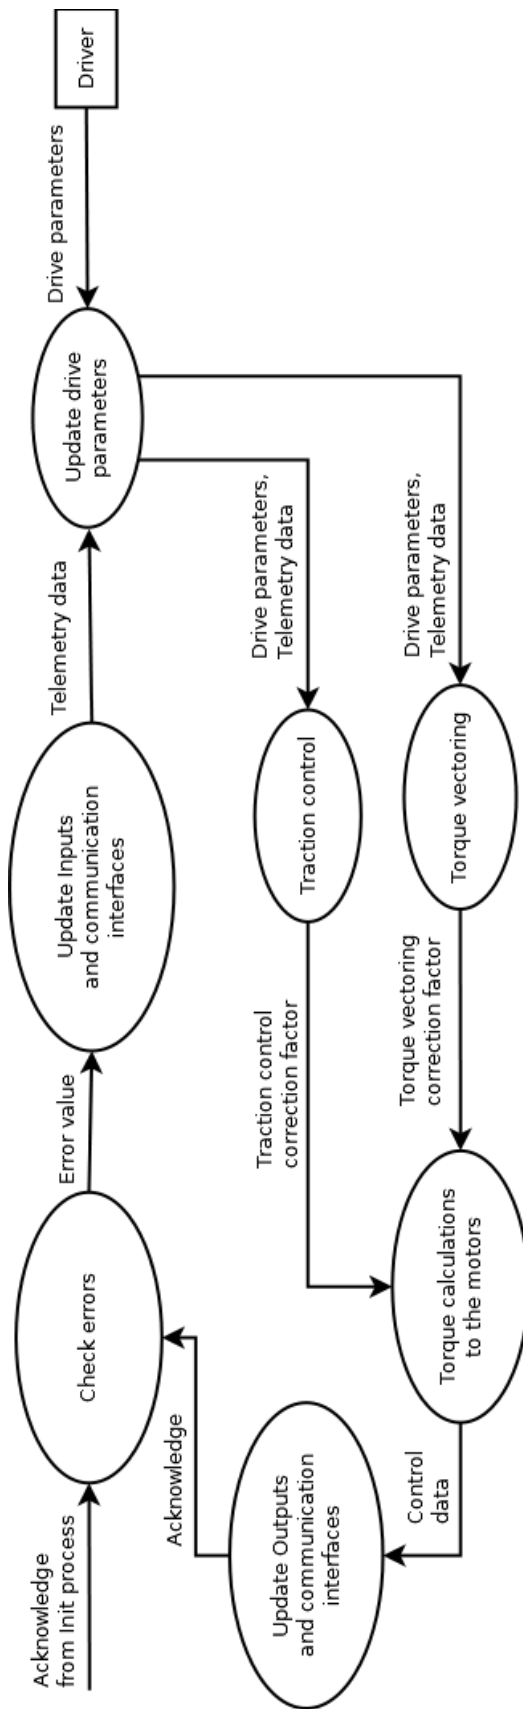 Acknowledge
from Init process
Check errors
Error value
Update Inputs
and communication
interfaces
Telemetry data
Update drive
parameters
Drive parameters
Driver
Acknowledge
Update Outputs
and communication
interfaces
Traction control
correction factor
Traction control
Drive parameters,
Telemetry data
Control
data
Torque calculations
to the motors
Torque vectoring
correction factor
Torque vectoring
Drive parameters,
Telemetry data